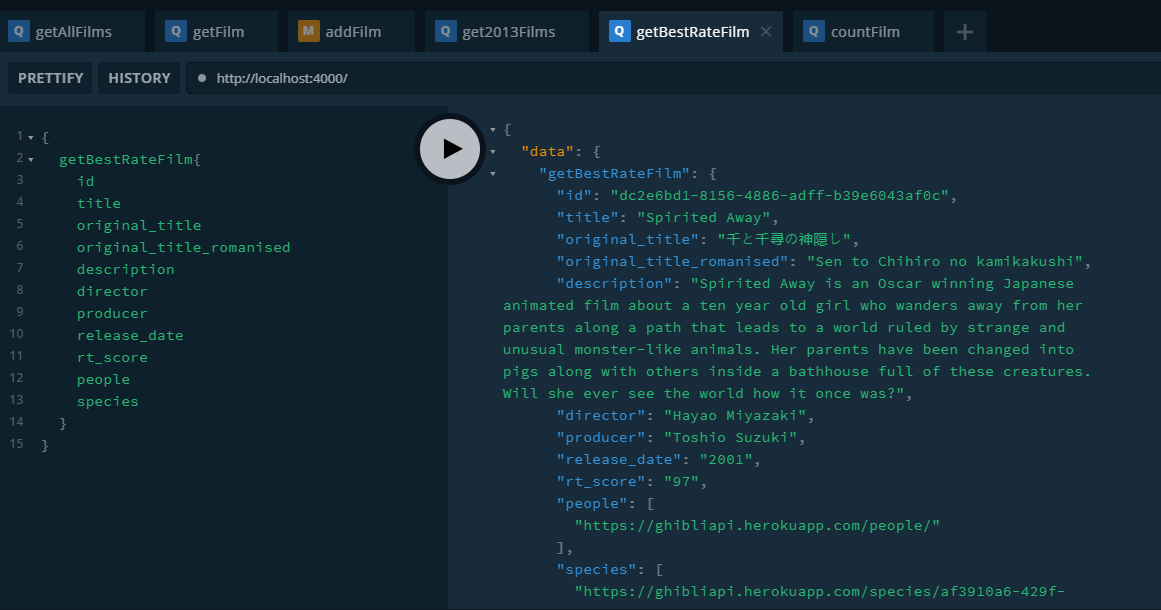 Q getAllFilms Q getFilm M addFilm Q get2013Films Q getBestRateFilm × Q countFilm +
PRETTIFY HISTORY http://localhost:4000/
1 {
2 getBestRateFilm{
3 id
4 title
5 original_title
6 original_title_romanised
7 description
8 director
9 producer
10 release_date
11 rt_score
12 people
13 species
14 }
15 }
{
"data": {
"getBestRateFilm": {
"id": "dc2e6bd1-8156-4886-adff-b39e6043af0c",
"title": "Spirited Away",
"original_title": "千と千尋の神隠し",
"original_title_romanised": "Sen to Chihiro no kamikakushi",
"description": "Spirited Away is an Oscar winning Japanese
animated film about a ten year old girl who wanders away from her
parents along a path that leads to a world ruled by strange and
unusual monster-like animals. Her parents have been changed into
pigs along with others inside a bathhouse full of these creatures.
Will she ever see the world how it once was?",
"director": "Hayao Miyazaki",
"producer": "Toshio Suzuki",
"release_date": "2001",
"rt_score": "97",
"people": [
"https://ghibliapi.herokuapp.com/people/"
],
"species": [
"https://ghibliapi.herokuapp.com/species/af3910a6-429f-